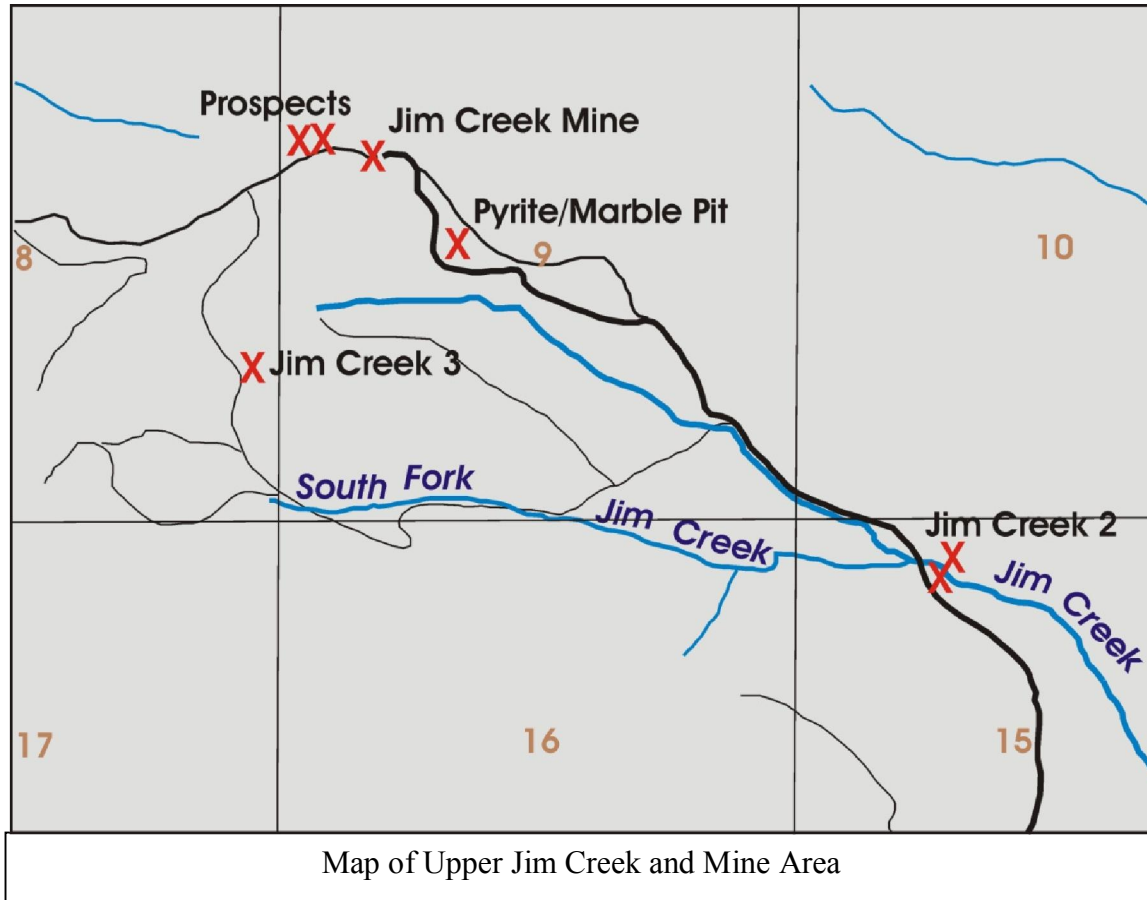 Prospects
XX
Jim Creek Mine
X
Pyrite/Marble Pit
X
8
9
10
X
Jim Creek 3
South Fork
Jim Creek
Jim Creek 2
X
X
Jim Creek
17
16
15
Map of Upper Jim Creek and Mine Area